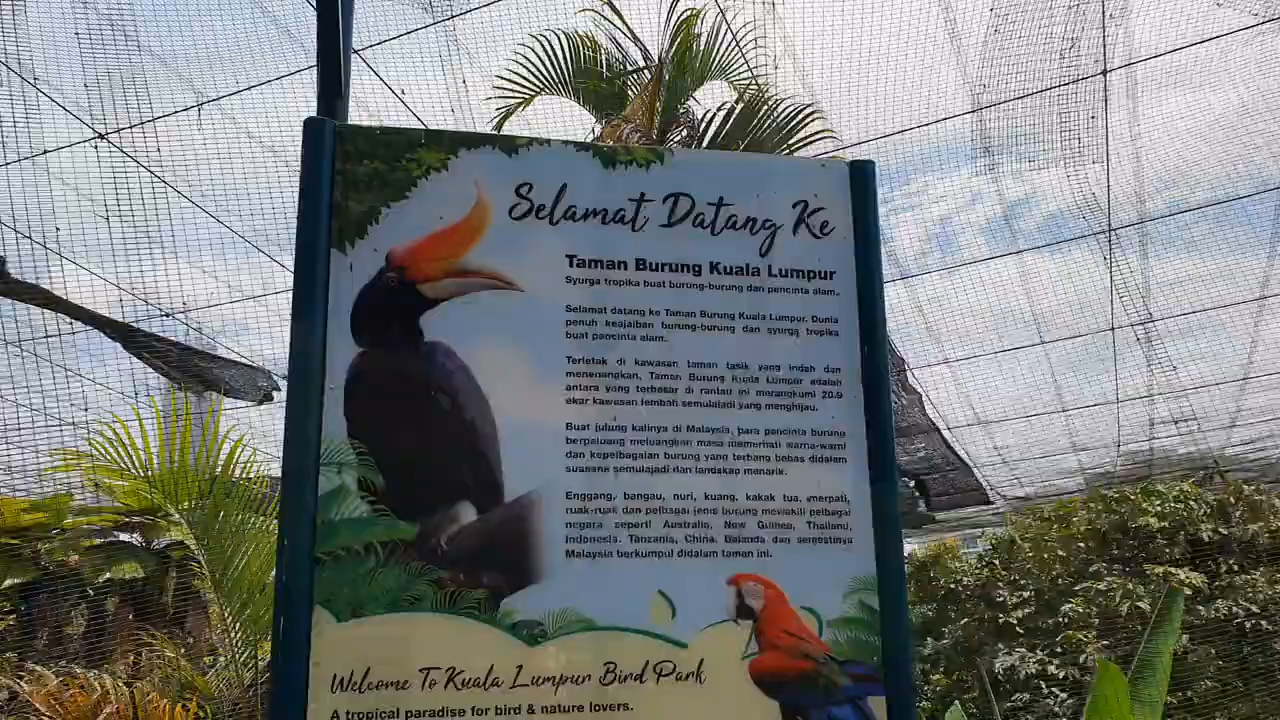 Selamat Datang Ke
Taman Burung Kuala Lumpur
Syurga tropika buat burung-burung dan pencinta alam.
Selamat datang ke Taman Burung Kuala Lumpur. Dunia
penuh keajaiban burung-burung dan syurga tropika
buat pencinta alam.
Terletak di kawasan taman tasik yang indah dan
menenangkan, Taman Burung Kuala Lumpur adalah
antara yang terbesar di rantau ini merangkumi 20.9
ekar kawasan lembah semulajadi yang menghijau.
Buat julung kalinya di Malaysia, para pencinta burung
berpeluang meluangkan masa memerhati warna-warni
dan kepelbagaian burung yang terbang bebas didalam
suasana semulajadi dan landskap menarik.
Enggang, bangau, nuri, kuang, kakak tua, merpati,
ruak-ruak dan pelbagai jenis burung mewakili pelbagai
negara seperti Australia, New Guinea, Thailand,
Indonesia, Tanzania, China, Belanda dan semestinya
Malaysia berkumpul didalam taman ini.
Welcome To Kuala Lumpur Bird Park
A tropical paradise for bird & nature lovers.